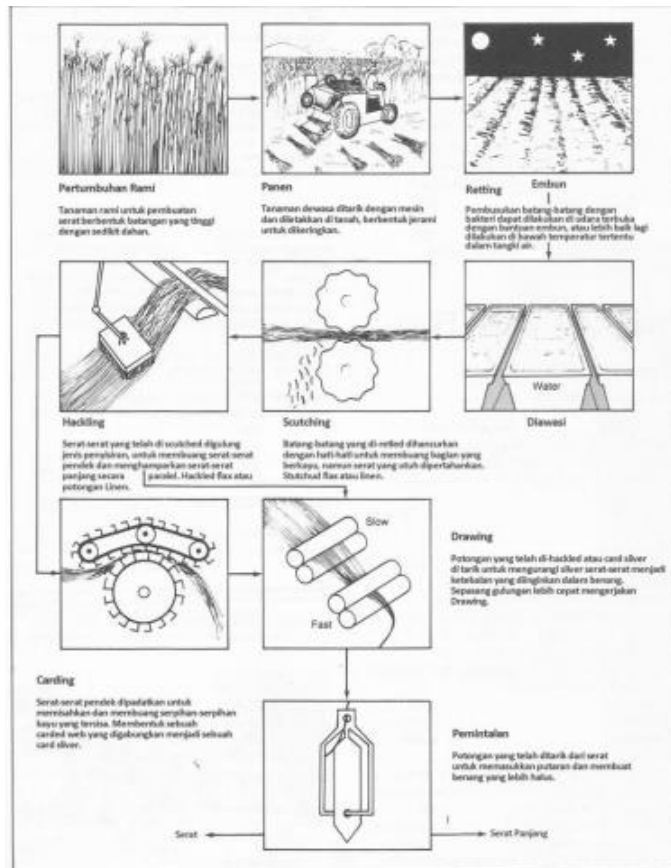 Pertumbuhan Rami
Tanaman rami untuk pembuatan
serat berbentuk batangan yang tinggi
dengan sedikit dahan.
Panen
Tanaman dewasa ditarik dengan mesin
dan diletakkan di tanah, berbentuk jerami
untuk dikeringkan.
Embun
Retting
Pembusukan batang-batang dengan
bakteri dapat dilakukan di udara terbuka
dengan bantuan embun, atau lebih baik lagi
dilakukan di bawah temperatur tertentu
dalam tangki air.
Water
Diawasi
Scutching
Batang-batang yang di-retled dihancurkan
dengan hati-hati untuk membuang bagian yang
berkayu, namun serat yang utuh dipertahankan.
Stutchud flax atau linen.
Hackling
Serat-serat yang telah di scutched digulung
jenis penyisiran, untuk membuang serat-serat
pendek dan menghamparkan serat-serat
panjang secara paralel. Hackled flax atau
potongan Linen.
Slow
Fast
Drawing
Potongan yang telah di-hackled atau card sliver
di tarik untuk mengurangi sliver serat-serat menjadi
ketebalan yang diinginkan dalam benang.
Sepasang gulungan lebih cepat mengerjakan
Drawing.
Carding
Serat-serat pendek dipadatkan untuk
memisahkan dan membuang serpihan-serpihan
kayu yang tersisa. Membentuk sebuah
carded web yang digabungkan menjadi sebuah
card sliver.
Pemintalan
Potongan yang telah ditarik dari serat
untuk memasukkan putaran dan membuat
benang yang lebih halus.
Serat
Serat Panjang